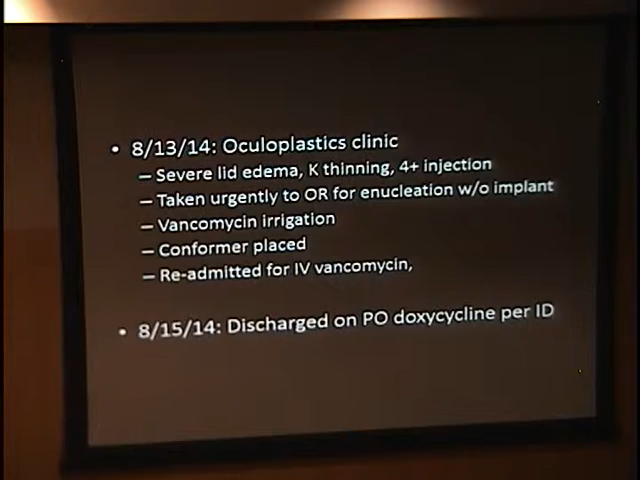 • 8/13/14: Oculoplastics clinic
– Severe lid edema, K thinning, 4+ injection
– Taken urgently to OR for enucleation w/o implant
– Vancomycin irrigation
– Conformer placed
– Re-admitted for IV vancomycin,
• 8/15/14: Discharged on PO doxycycline per ID